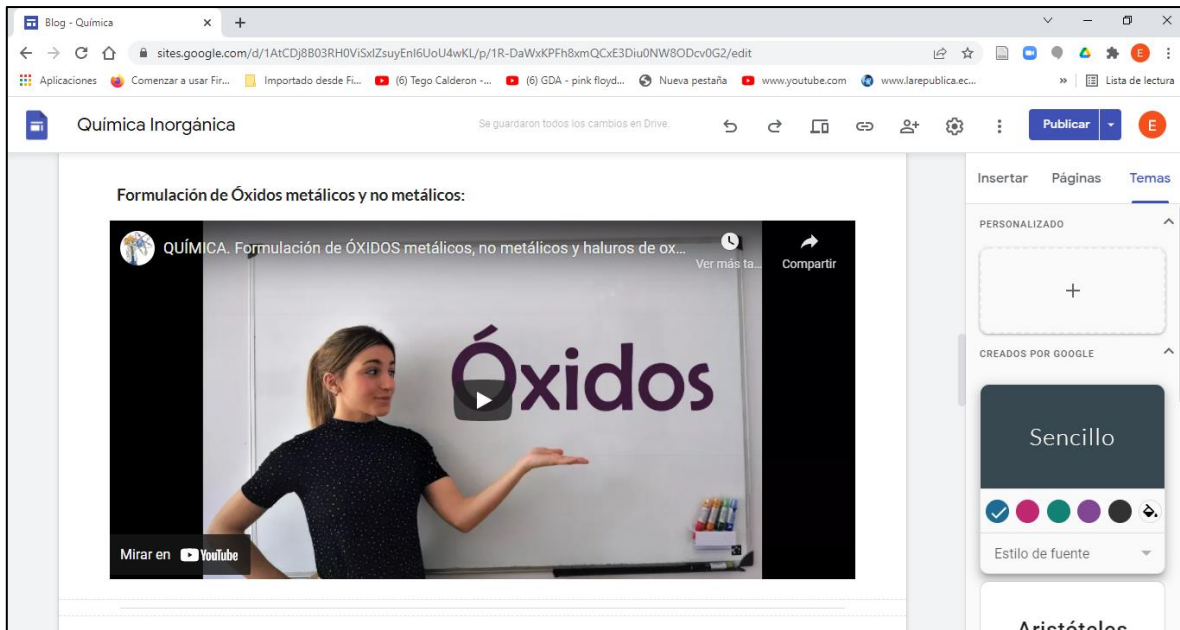 Blog - Química
sites.google.com/d/1AtCDj8B03RH0ViSxIZsuyEnI6UoU4wKL/p/1R-DaWxKPFh8xmQCxE3Diu0NW8ODcv0G2/edit
Aplicaciones Comenzar a usar Fir... Importado desde Fi... (6) Tego Calderon -... (6) GDA - pink floyd... Nueva pestaña www.youtube.com www.larepublica.ec... » Lista de lectura
Química Inorgánica Se guardaron todos los cambios en Drive. Publicar E
Insertar Páginas Temas
Formulación de Óxidos metálicos y no metálicos:
QUÍMICA. Formulación de ÓXIDOS metálicos, no metálicos y haluros de ox...
Ver más ta... Compartir
Óxidos
Mirar en YouTube
PERSONALIZADO
CREADOS POR GOOGLE
Sencillo
Estilo de fuente
Aristóteles